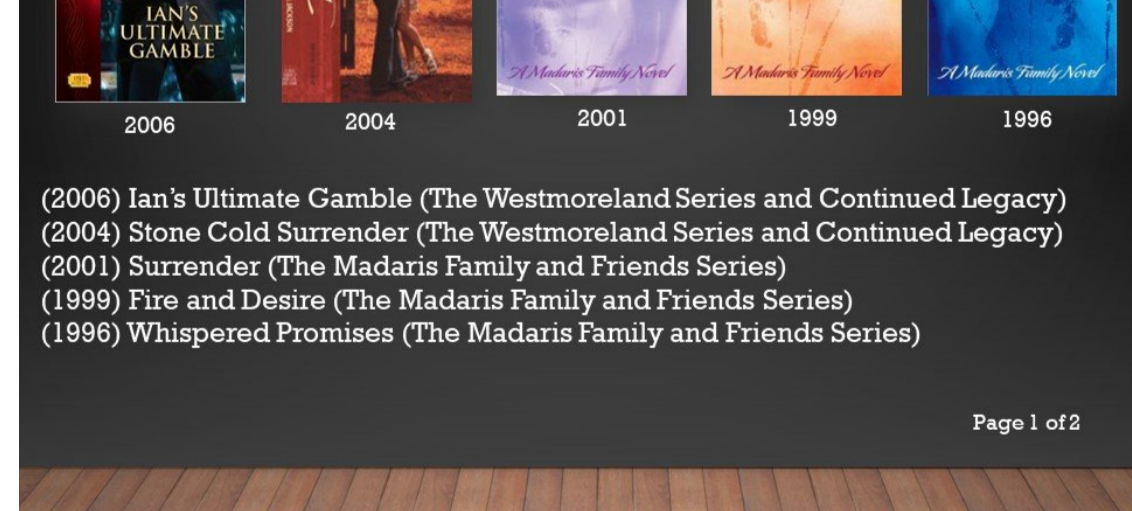 IAN'S
ULTIMATE
GAMBLE
JACKSON
A Madaris Family Novel
A Madaris Family Novel
A Madaris Family Novel
2006
2004
2001
1999
1996
(2006) Ian's Ultimate Gamble (The Westmoreland Series and Continued Legacy)
(2004) Stone Cold Surrender (The Westmoreland Series and Continued Legacy)
(2001) Surrender (The Madaris Family and Friends Series)
(1999) Fire and Desire (The Madaris Family and Friends Series)
(1996) Whispered Promises (The Madaris Family and Friends Series)
Page 1 of 2